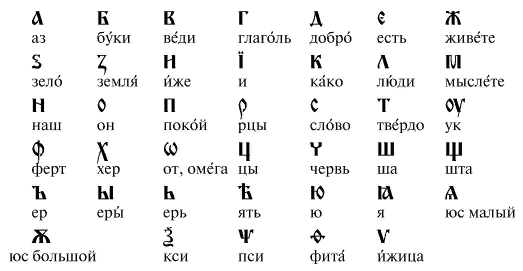 А Б В Г Д Є Ж
аз бу́ки ве́ди глаго́ль добро́ есть живе́те
Ѕ З И Ї К Л М
зело́ земля́ и́же и ка́ко лю́ди мысле́те
Н О П Р С Т ОУ
наш он поко́й рцы сло́во тве́рдо ук
Ф Х Ѡ Ц Ч Ш Щ
ферт хер от, оме́га цы червь ша шта
Ъ Ы Ь Ѣ Ю Ꙗ Ѧ
ер еры́ ерь ять ю я юс малый
Ѫ Ѯ Ѱ Ѳ Ѵ
юс большой кси пси фита́ и́жица